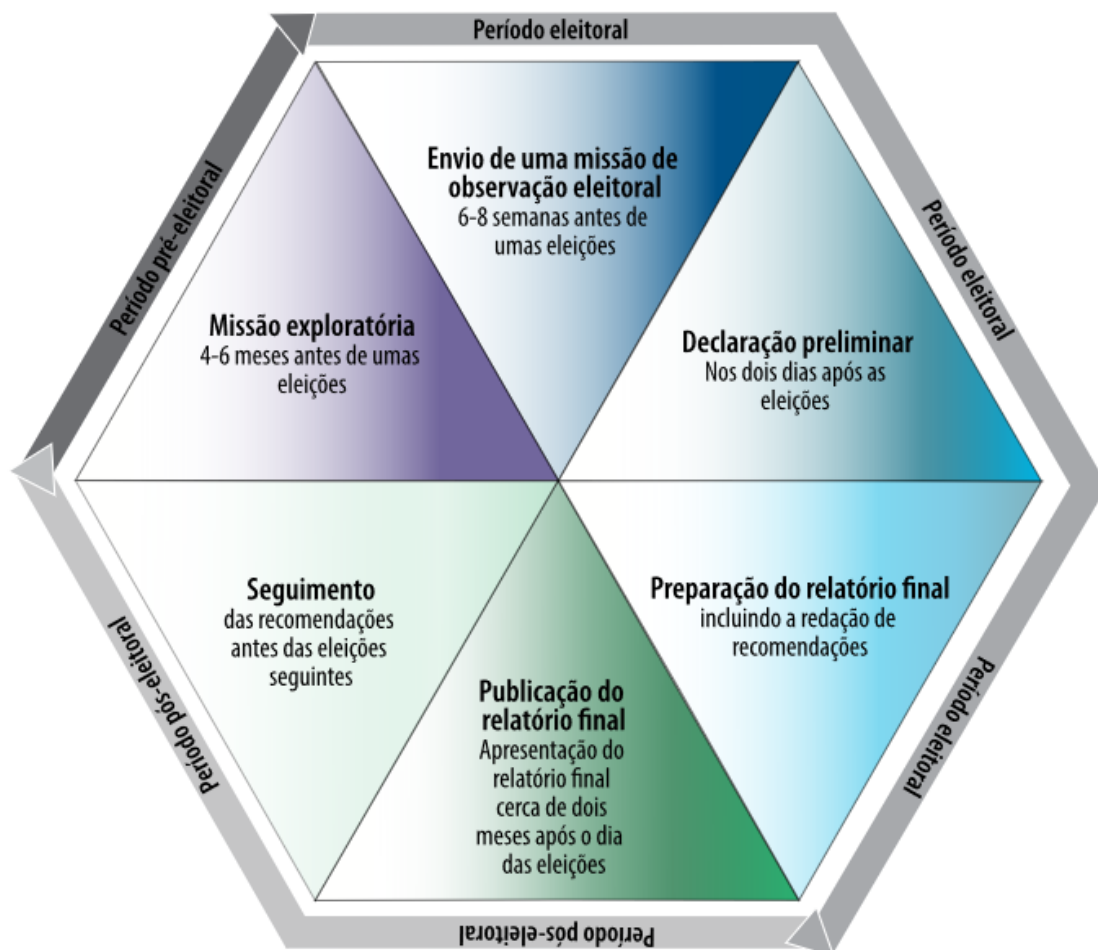 Período eleitoral
Período pré-eleitoral
Envio de uma missão de
observação eleitoral
6-8 semanas antes de
umas eleições
Período eleitoral
Missão exploratória
4-6 meses antes de umas
eleições
Declaração preliminar
Nos dois dias após as
eleições
Seguimento
das recomendações
antes das eleições
seguintes
Preparação do relatório final
incluindo a redação de
recomendações
Período pós-eleitoral
Publicação do
relatório final
Apresentação do
relatório final
cerca de dois
meses após o dia
das eleições
Período eleitoral
Período pós-eleitoral